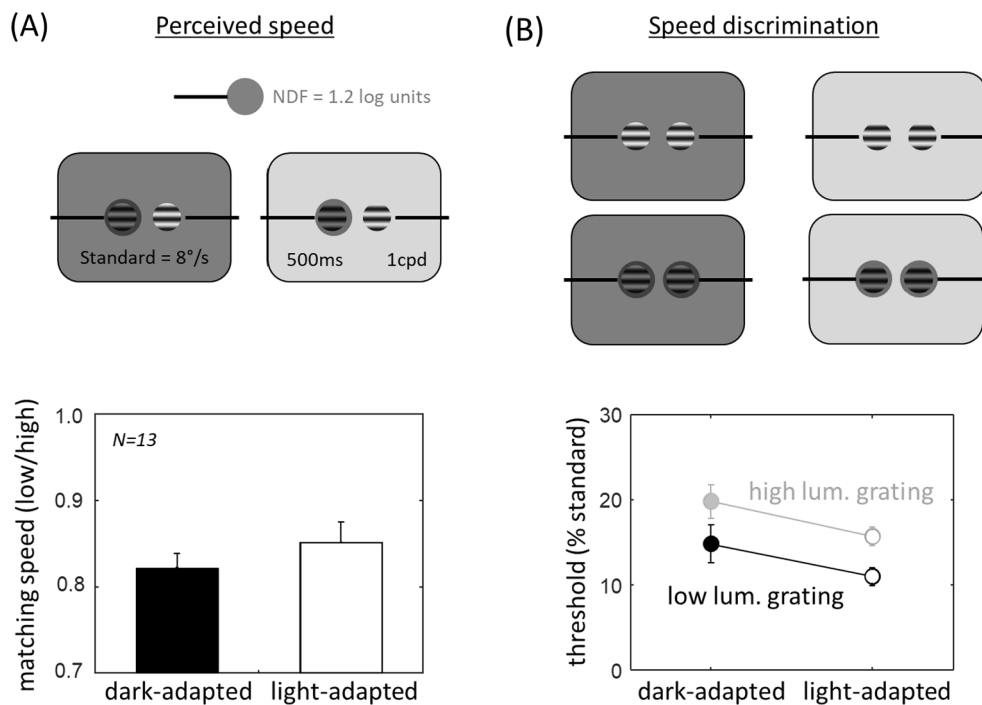 (A)
Perceived speed
NDF = 1.2 log units
Standard = 8°/s
500ms
1cpd
matching speed (low/high)
1.0
0.9
0.8
0.7
N=13
dark-adapted
light-adapted
(B)
Speed discrimination
threshold (% standard)
30
20
10
0
high lum. grating
low lum. grating
dark-adapted
light-adapted